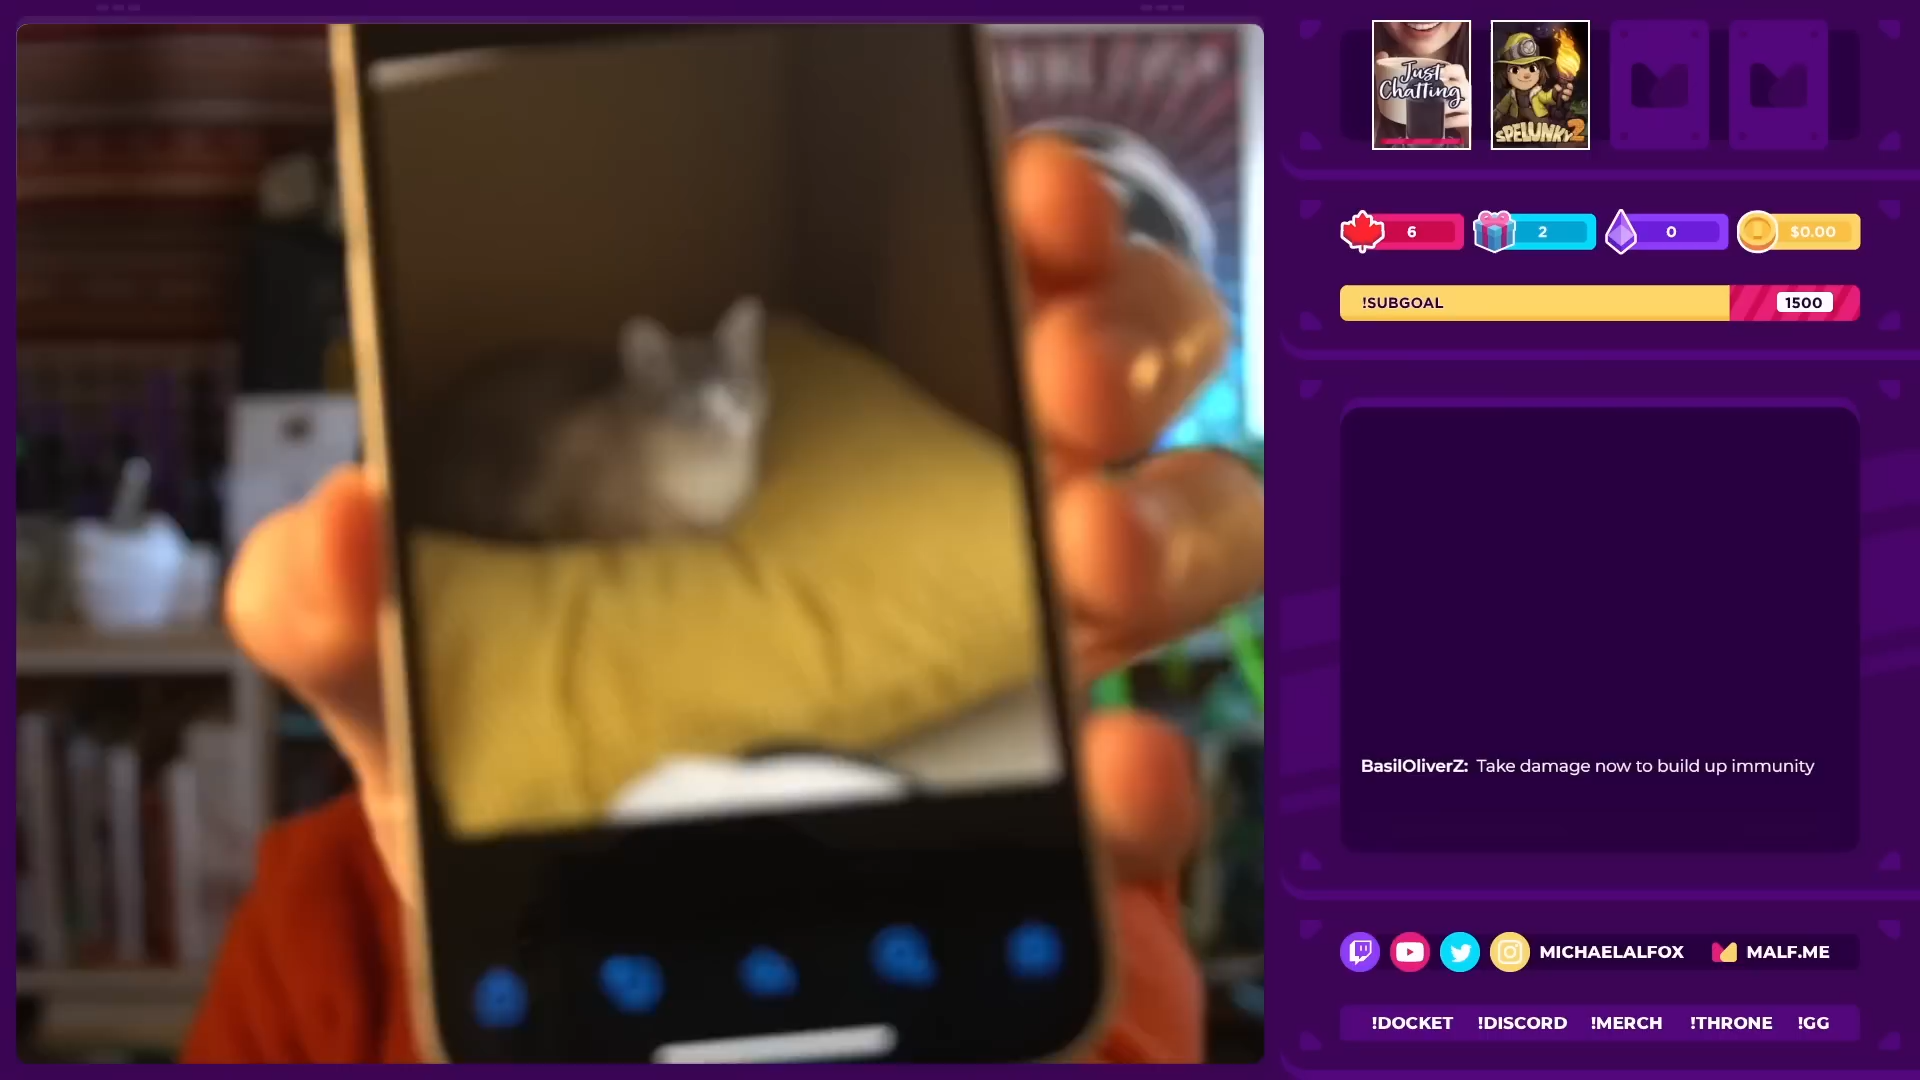 Just
Chatting
SPELUNKY 2
6
2
0
$0.00
!SUBGOAL
1500
BasilOliverZ: Take damage now to build up immunity
MICHAELALFOX
MALF.ME
!DOCKET
!DISCORD
!MERCH
!THRONE
!GG